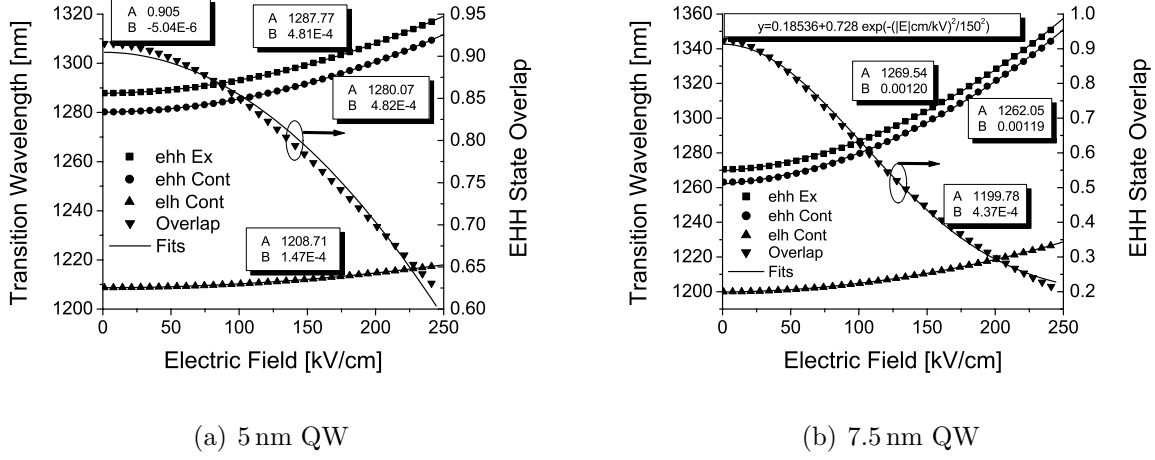 A 0.905
B -5.04E-6
A 1287.77
B 4.81E-4
A 1280.07
B 4.82E-4
A 1208.71
B 1.47E-4
ehh Ex
ehh Cont
elh Cont
Overlap
Fits
1320
1300
1280
1260
1240
1220
1200
0.95
0.90
0.85
0.80
0.75
0.70
0.65
0.60
0 50 100 150 200 250
Transition Wavelength [nm]
EHH State Overlap
Electric Field [kV/cm]
(a) 5 nm QW
y=0.18536+0.728 exp(-(|E|cm/kV)²/150²)
A 1269.54
B 0.00120
A 1262.05
B 0.00119
A 1199.78
B 4.37E-4
ehh Ex
ehh Cont
elh Cont
Overlap
Fits
1360
1340
1320
1300
1280
1260
1240
1220
1200
1.0
0.9
0.8
0.7
0.6
0.5
0.4
0.3
0.2
0 50 100 150 200 250
Transition Wavelength [nm]
EHH State Overlap
Electric Field [kV/cm]
(b) 7.5 nm QW